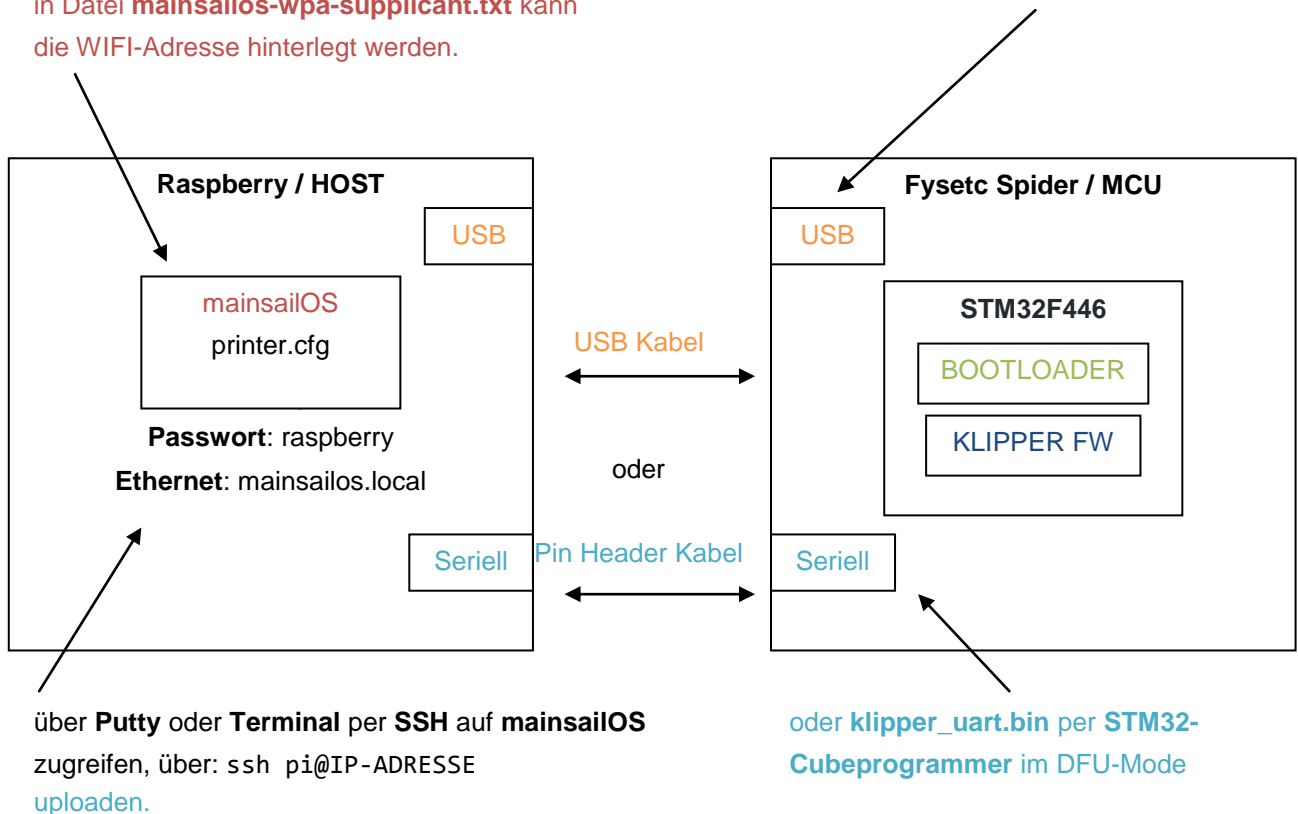 in Datei mainsailos-wpa-supplicant.txt kann
die WIFI-Adresse hinterlegt werden.
Raspberry / HOST
USB
mainsailOS
printer.cfg
Passwort: raspberry
Ethernet: mainsailos.local
Seriell
USB Kabel
oder
Pin Header Kabel
Fysetc Spider / MCU
USB
STM32F446
BOOTLOADER
KLIPPER FW
Seriell
über Putty oder Terminal per SSH auf mainsailOS
zugreifen, über: ssh pi@IP-ADRESSE
uploaden.
oder klipper_uart.bin per STM32-
Cubeprogrammer im DFU-Mode